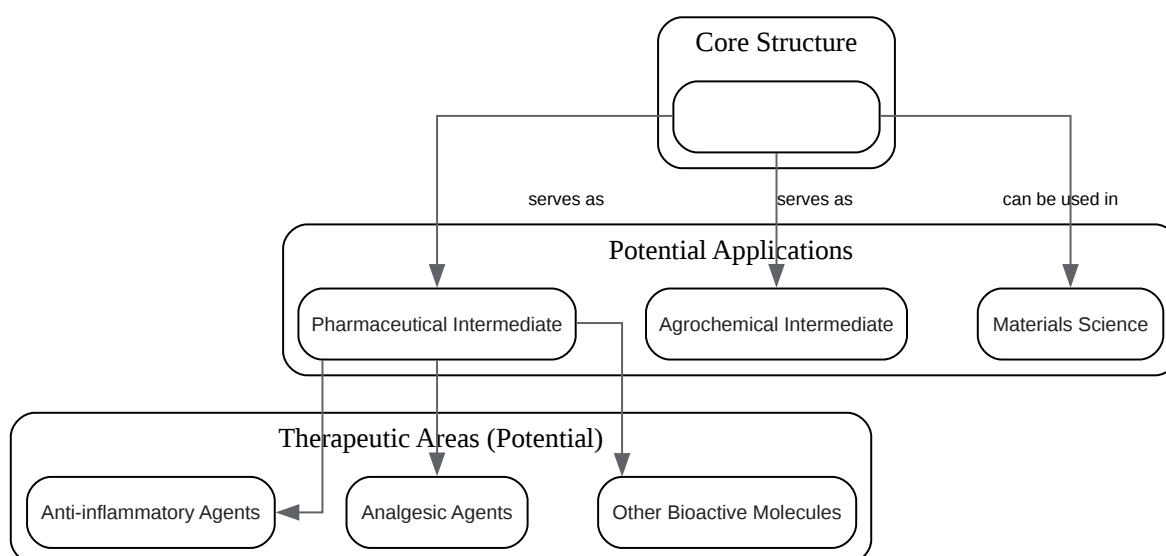 Core Structure
serves as
serves as
can be used in
Potential Applications
Pharmaceutical Intermediate
Agrochemical Intermediate
Materials Science
Therapeutic Areas (Potential)
Anti-inflammatory Agents
Analgesic Agents
Other Bioactive Molecules